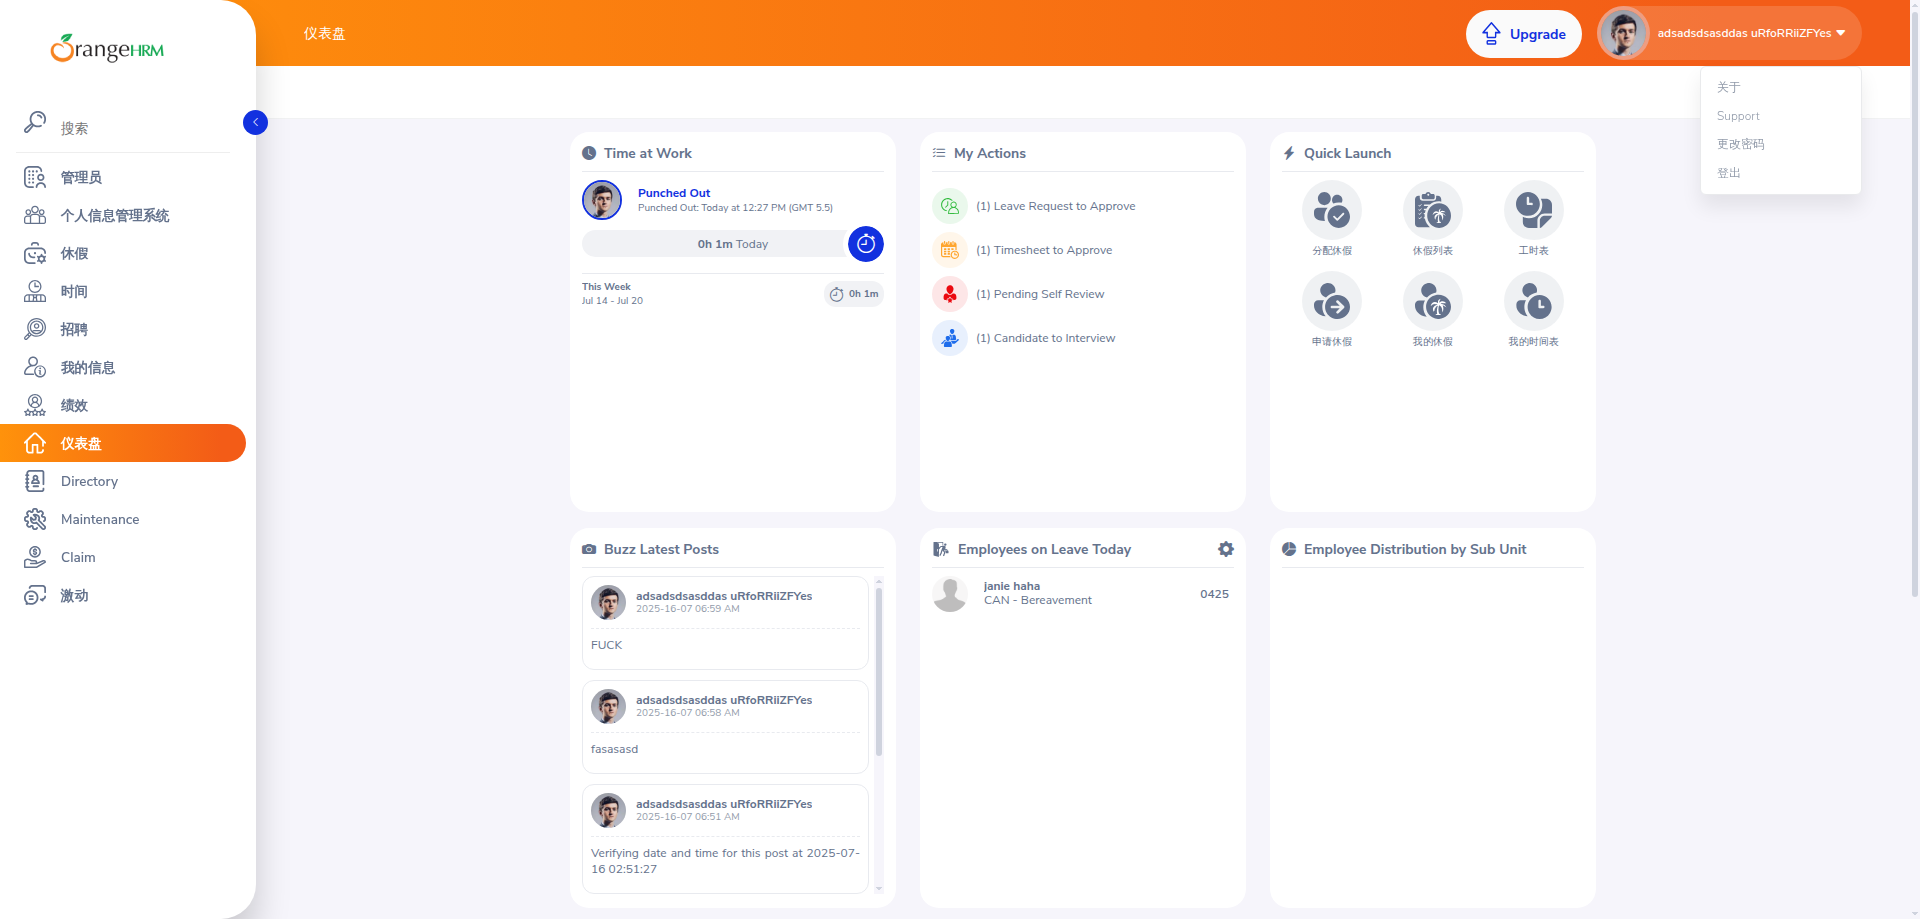 OrangeHRM
搜索
管理员
个人信息管理系统
休假
时间
招聘
我的信息
绩效
仪表盘
Directory
Maintenance
Claim
激动
仪表盘
Upgrade
adsadsdsasddas uRfoRRiiZFYes
关于
Support
更改密码
登出
Time at Work
Punched Out
Punched Out: Today at 12:27 PM (GMT 5.5)
0h 1m Today
This Week
Jul 14 - Jul 20
0h 1m
My Actions
(1) Leave Request to Approve
(1) Timesheet to Approve
(1) Pending Self Review
(1) Candidate to Interview
Quick Launch
分配休假
休假列表
工时表
申请休假
我的休假
我的时间表
Buzz Latest Posts
adsadsdsasddas uRfoRRiiZFYes
2025-16-07 06:59 AM
FUCK
adsadsdsasddas uRfoRRiiZFYes
2025-16-07 06:58 AM
fasasasd
adsadsdsasddas uRfoRRiiZFYes
2025-16-07 06:51 AM
Verifying date and time for this post at 2025-07-
16 02:51:27
Employees on Leave Today
janie haha
CAN - Bereavement
0425
Employee Distribution by Sub Unit